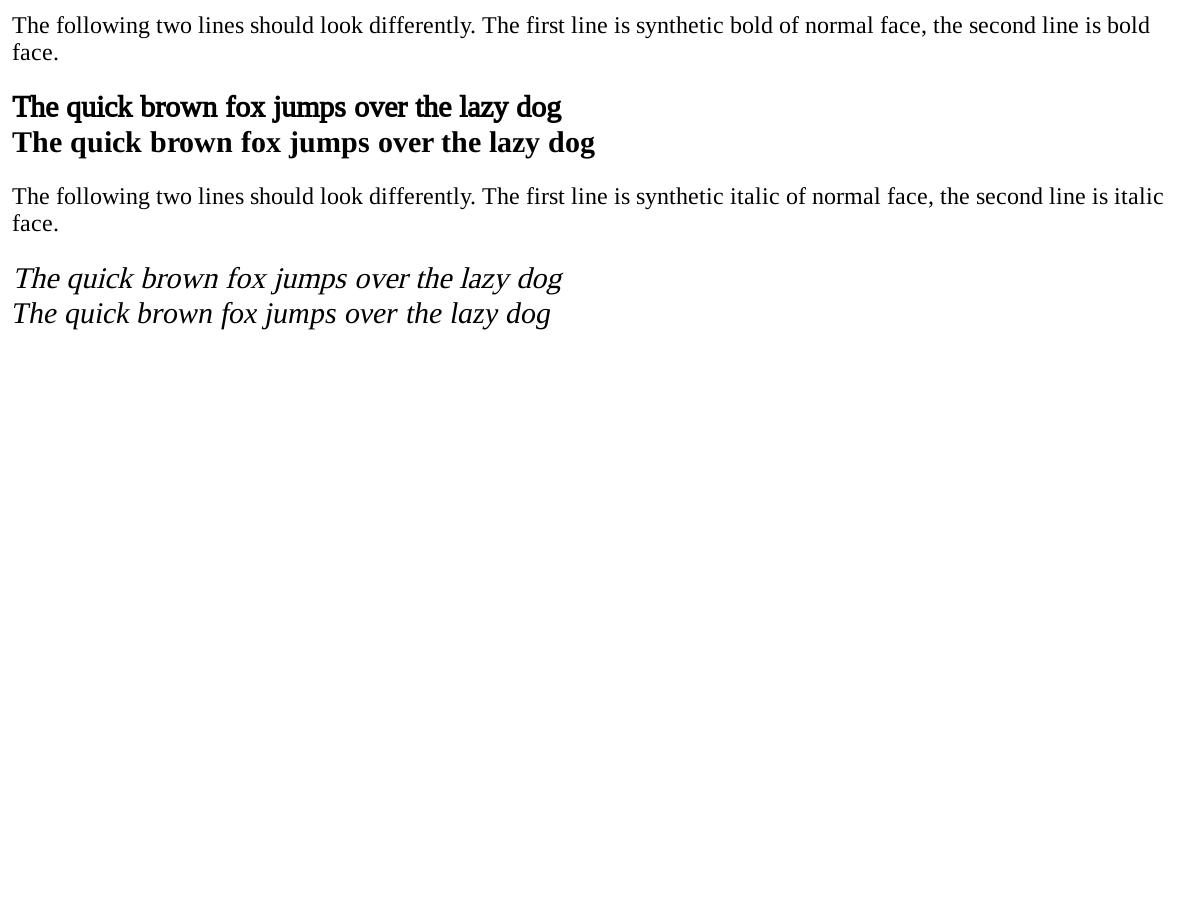 The following two lines should look differently. The first line is synthetic bold of normal face, the second line is bold
face.
The quick brown fox jumps over the lazy dog
The quick brown fox jumps over the lazy dog
The following two lines should look differently. The first line is synthetic italic of normal face, the second line is italic
face.
The quick brown fox jumps over the lazy dog
The quick brown fox jumps over the lazy dog